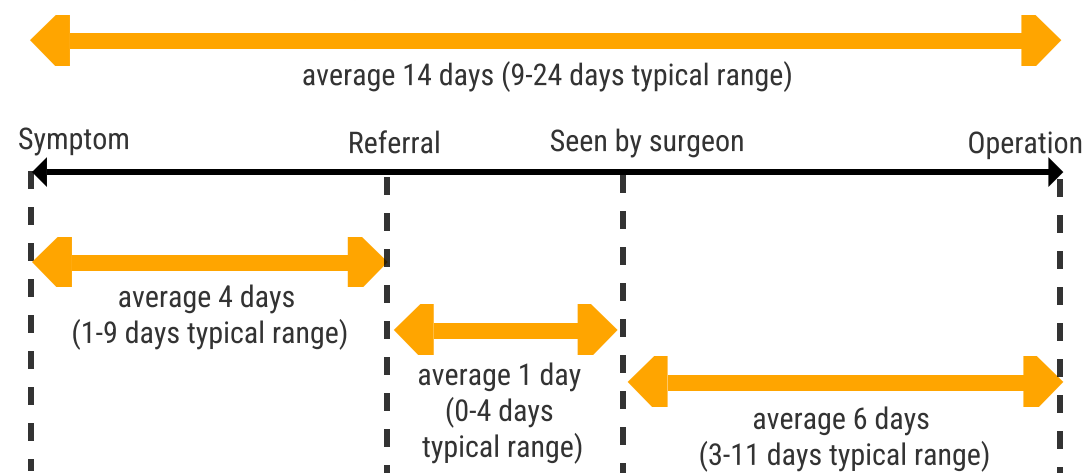 average 14 days (9-24 days typical range)
Symptom
Referral
Seen by surgeon
Operation
average 4 days
(1-9 days typical range)
average 1 day
(0-4 days
typical range)
average 6 days
(3-11 days typical range)